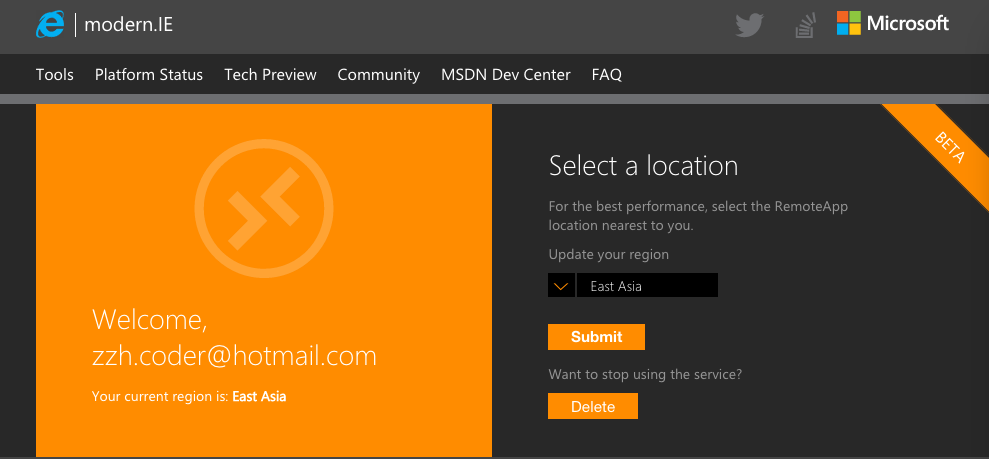 modern.IE
Microsoft
Tools Platform Status Tech Preview Community MSDN Dev Center FAQ
BETA
Welcome,
zzh.coder@hotmail.com
Your current region is: East Asia
Select a location
For the best performance, select the RemoteApp
location nearest to you.
Update your region
East Asia
Submit
Want to stop using the service?
Delete